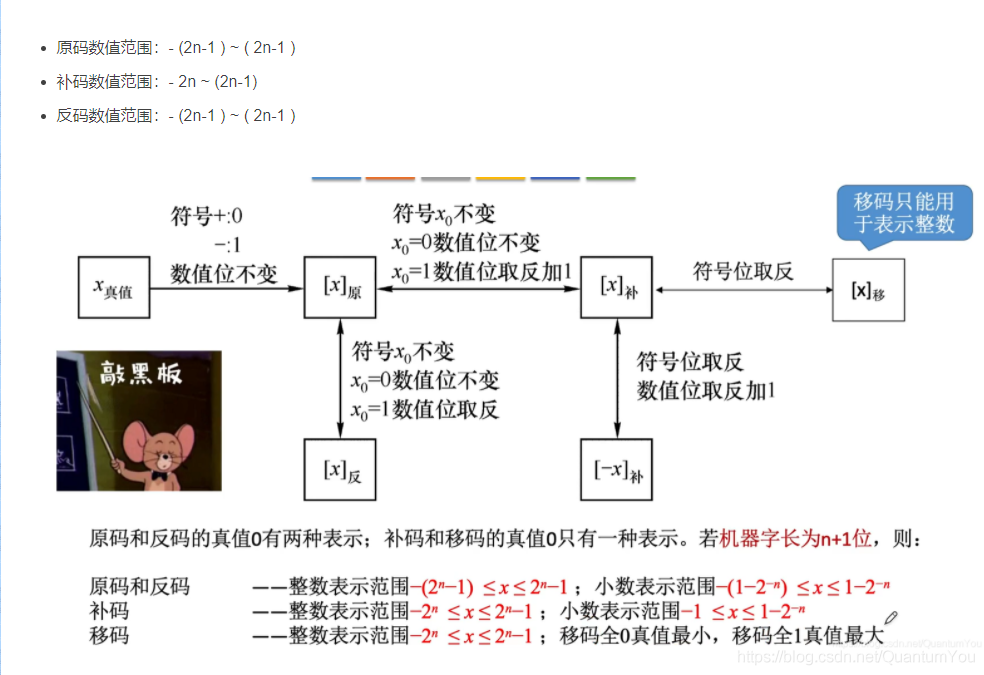 原码数值范围：- (2n-1 ) ~ ( 2n-1 )
补码数值范围：- 2n ~ (2n-1)
反码数值范围：- (2n-1 ) ~ ( 2n-1 )
移码只能用
于表示整数
符号+:0
-:1
数值位不变
符号x₀不变
x₀=0数值位不变
x₀=1数值位取反加1
符号位取反
x真值
[x]原
[x]补
[x]移
敲黑板
符号x₀不变
x₀=0数值位不变
x₀=1数值位取反
符号位取反
数值位取反加1
[x]反
[-x]补
原码和反码的真值0有两种表示；补码和移码的真值0只有一种表示。若机器字长为n+1位，则：
原码和反码 ——整数表示范围-(2ⁿ-1) ≤x≤2ⁿ-1；小数表示范围-(1-2⁻ⁿ) ≤x≤1-2⁻ⁿ
补码 ——整数表示范围-2ⁿ ≤x≤2ⁿ-1；小数表示范围-1 ≤x≤1-2⁻ⁿ
移码 ——整数表示范围-2ⁿ ≤x≤2ⁿ-1；移码全0真值最小，移码全1真值最大
https://blog.csdn.net/QuantumYou